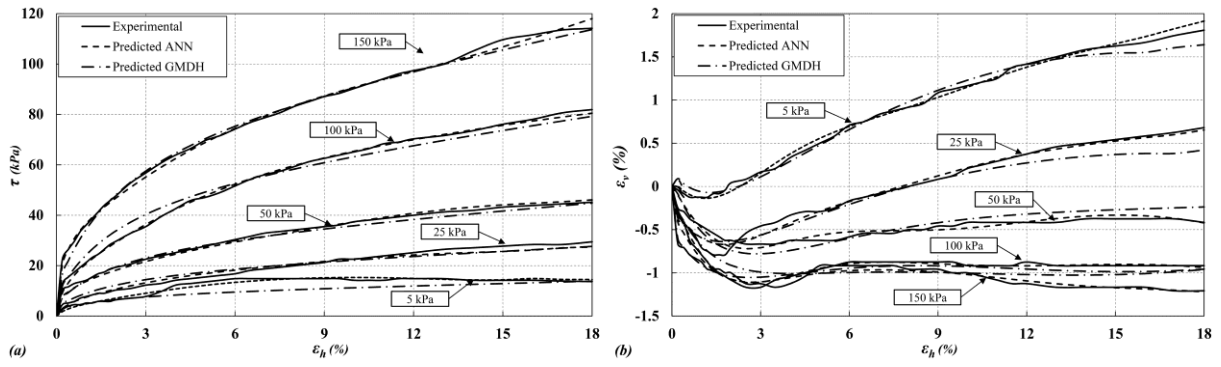 120
100
80
60
40
20
0
τ (kPa)
Experimental
Predicted ANN
Predicted GMDH
150 kPa
100 kPa
50 kPa
25 kPa
5 kPa
0 3 6 9 12 15 18
(a)
εh (%)
2
1.5
1
0.5
0
-0.5
-1
-1.5
εv (%)
Experimental
Predicted ANN
Predicted GMDH
5 kPa
25 kPa
50 kPa
100 kPa
150 kPa
0 3 6 9 12 15 18
(b)
εh (%)